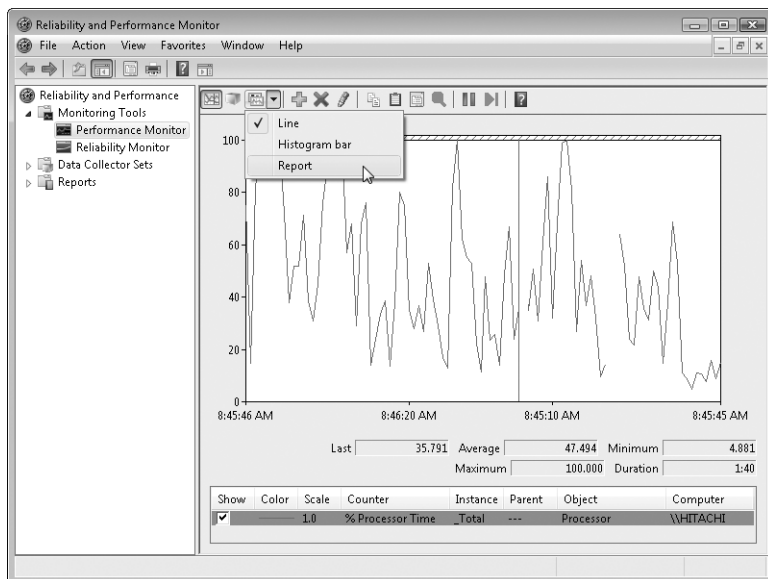 Reliability and Performance Monitor
File Action View Favorites Window Help
Reliability and Performance
Monitoring Tools
Performance Monitor
Reliability Monitor
Data Collector Sets
Reports
Line
Histogram bar
Report
100
80
60
40
20
0
8:45:46 AM 8:46:20 AM 8:45:10 AM 8:45:45 AM
Last 35.791 Average 47.494 Minimum 4.881
Maximum 100.000 Duration 1:40
Show Color Scale Counter Instance Parent Object Computer
1.0 % Processor Time _Total --- Processor \\HITACHI